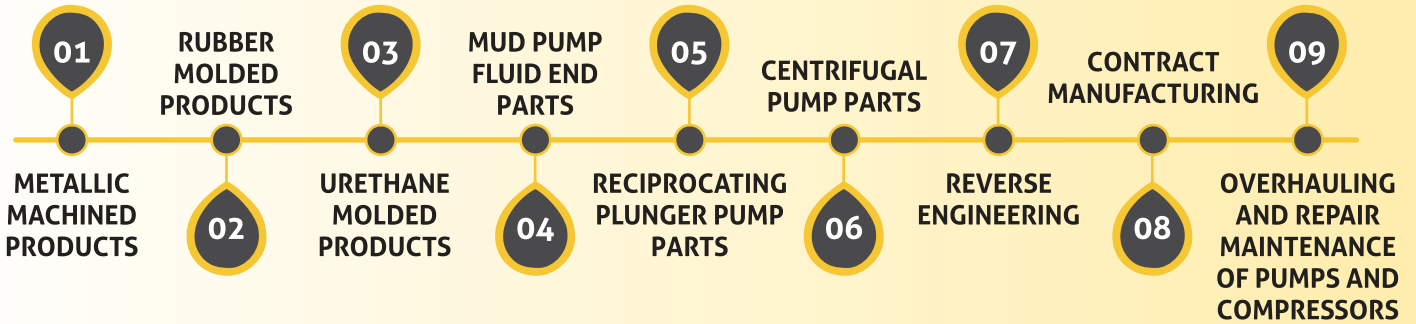 01
METALLIC
MACHINED
PRODUCTS
RUBBER
MOLDED
PRODUCTS
02
03
URETHANE
MOLDED
PRODUCTS
MUD PUMP
FLUID END
PARTS
04
05
RECIPROCATING
PLUNGER PUMP
PARTS
CENTRIFUGAL
PUMP PARTS
06
07
REVERSE
ENGINEERING
CONTRACT
MANUFACTURING
08
09
OVERHAULING
AND REPAIR
MAINTENANCE
OF PUMPS AND
COMPRESSORS